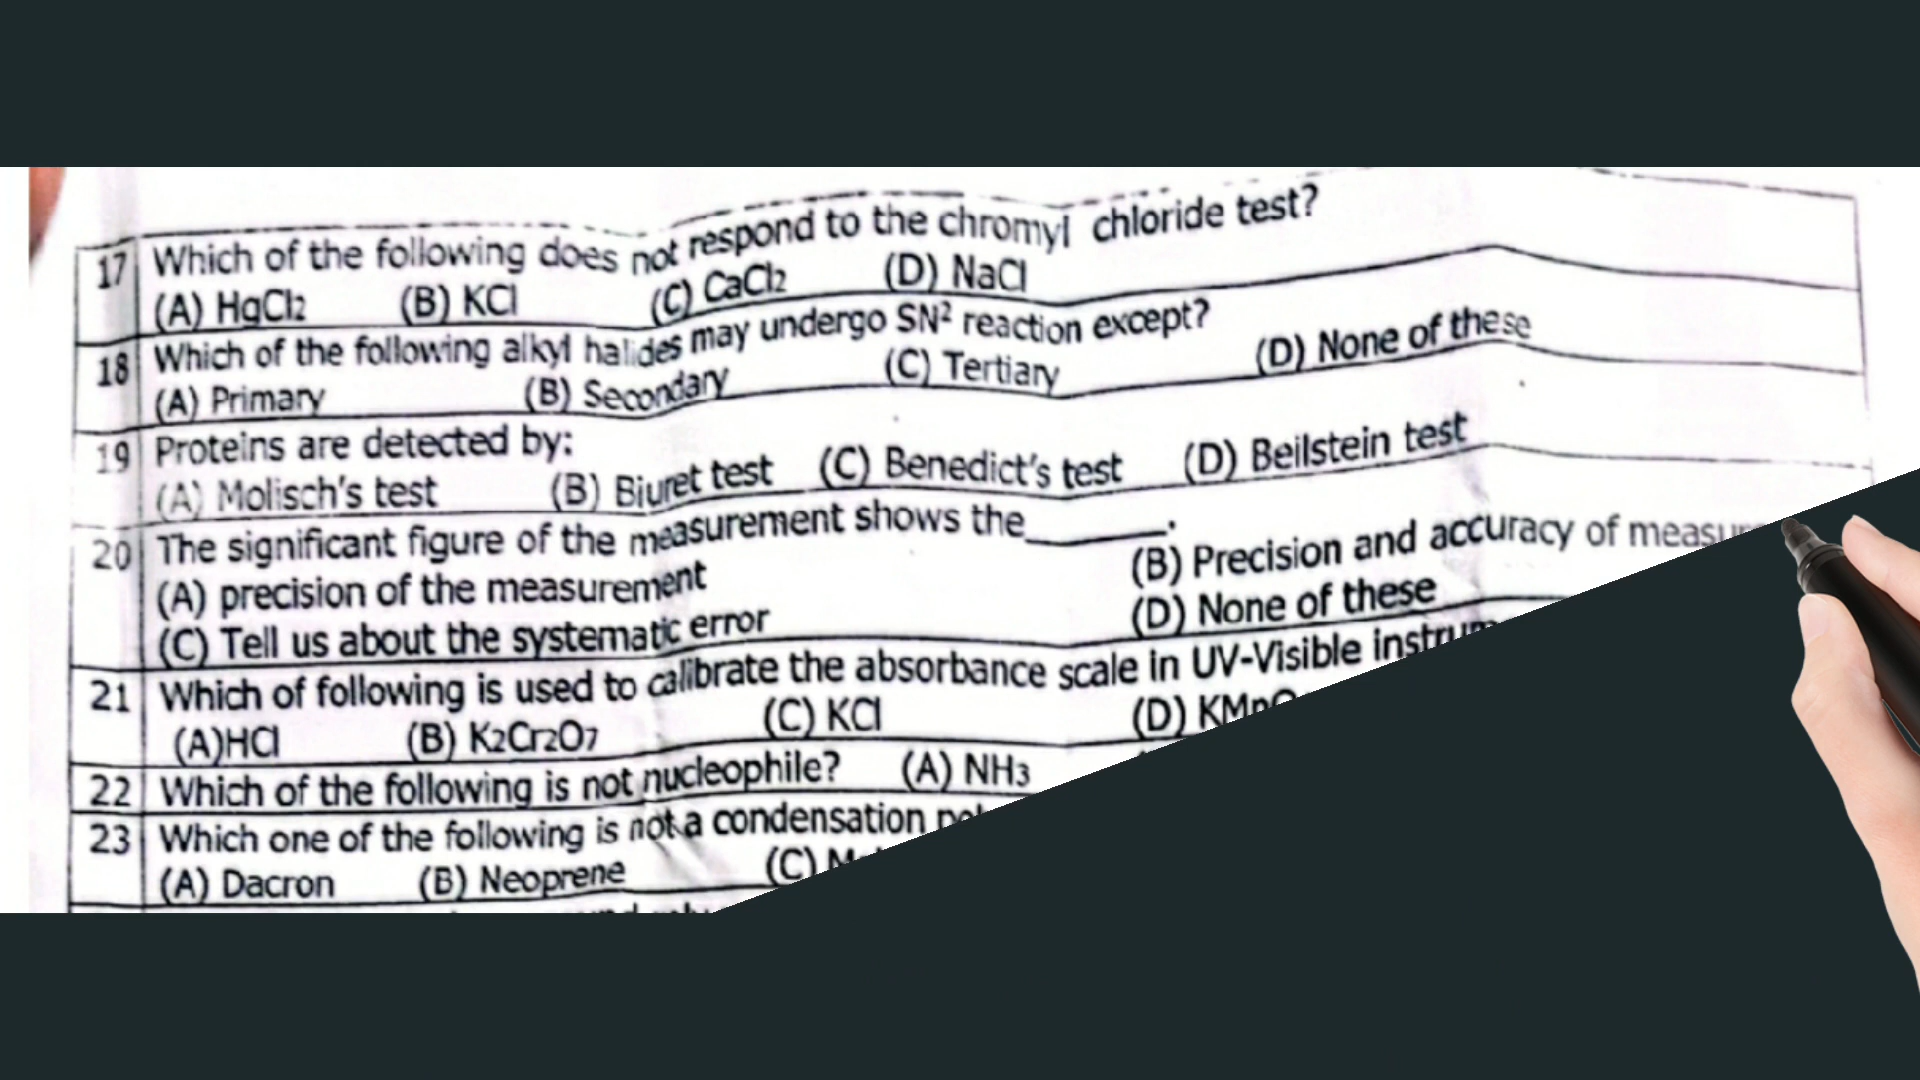 17 Which of the following does not respond to the chromyl chloride test?
(A) HgCl2 (B) KCl (C) CaCl2 (D) NaCl
18 Which of the following alkyl halides may undergo SN² reaction except?
(A) Primary (B) Secondary (C) Tertiary (D) None of these
19 Proteins are detected by:
(A) Molisch's test (B) Biuret test (C) Benedict's test (D) Beilstein test
20 The significant figure of the measurement shows the______.
(A) precision of the measurement (B) Precision and accuracy of
(C) Tell us about the systematic error (D) None of these
21 Which of following is used to calibrate the absorbance scale in UV-Visible
(A)HCl (B) K2Cr2O7 (C) KCl (D)
22 Which of the following is not nucleophile? (A) NH3
23 Which one of the following is not a condensation
(A) Dacron (B) Neoprene (C)